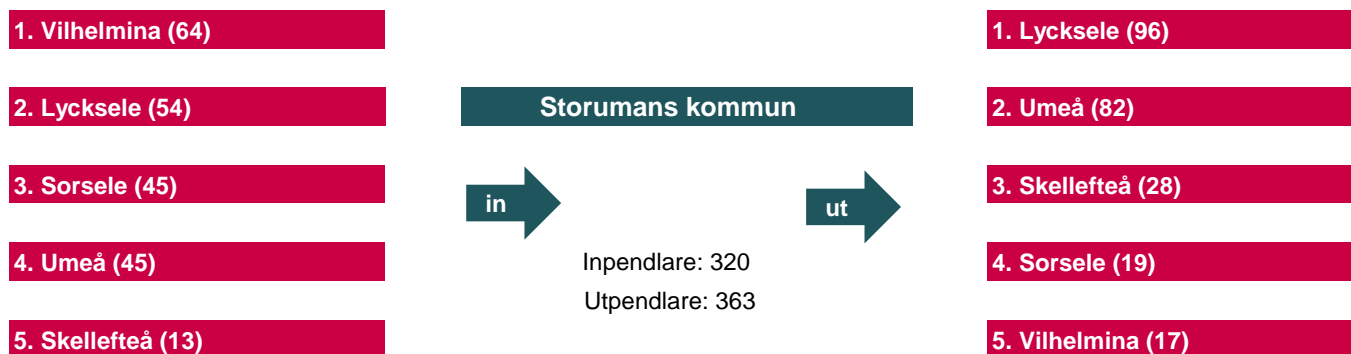 1. Vilhelmina (64)
2. Lycksele (54)
3. Sorsele (45)
4. Umeå (45)
5. Skellefteå (13)
Storumans kommun
in
ut
Inpendlare: 320
Utpendlare: 363
1. Lycksele (96)
2. Umeå (82)
3. Skellefteå (28)
4. Sorsele (19)
5. Vilhelmina (17)